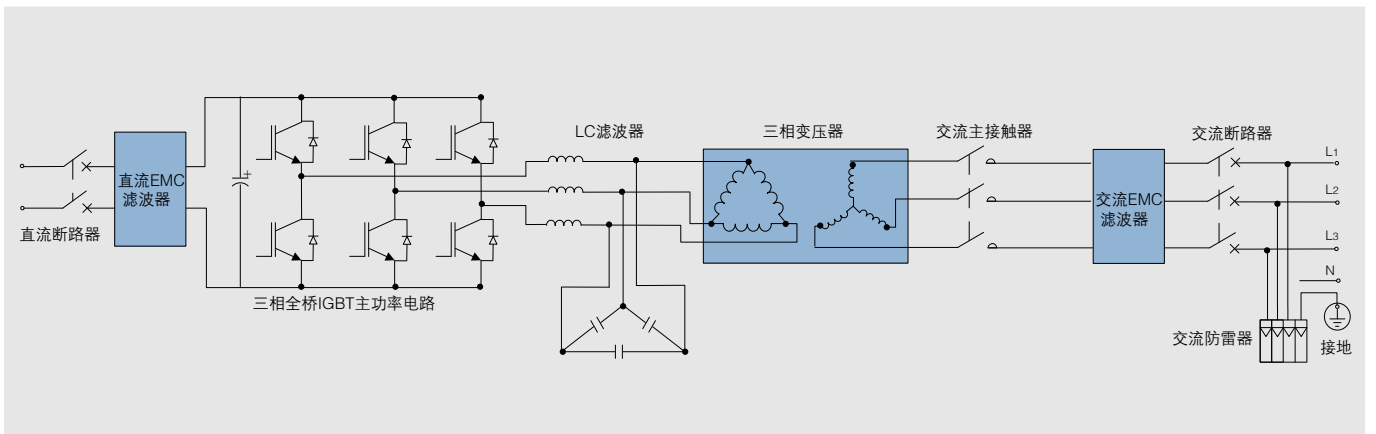 LC滤波器
三相变压器
交流主接触器
交流断路器
L1
直流EMC
滤波器
L2
交流EMC
滤波器
直流断路器
L3
N
三相全桥IGBT主功率电路
+
交流防雷器
接地